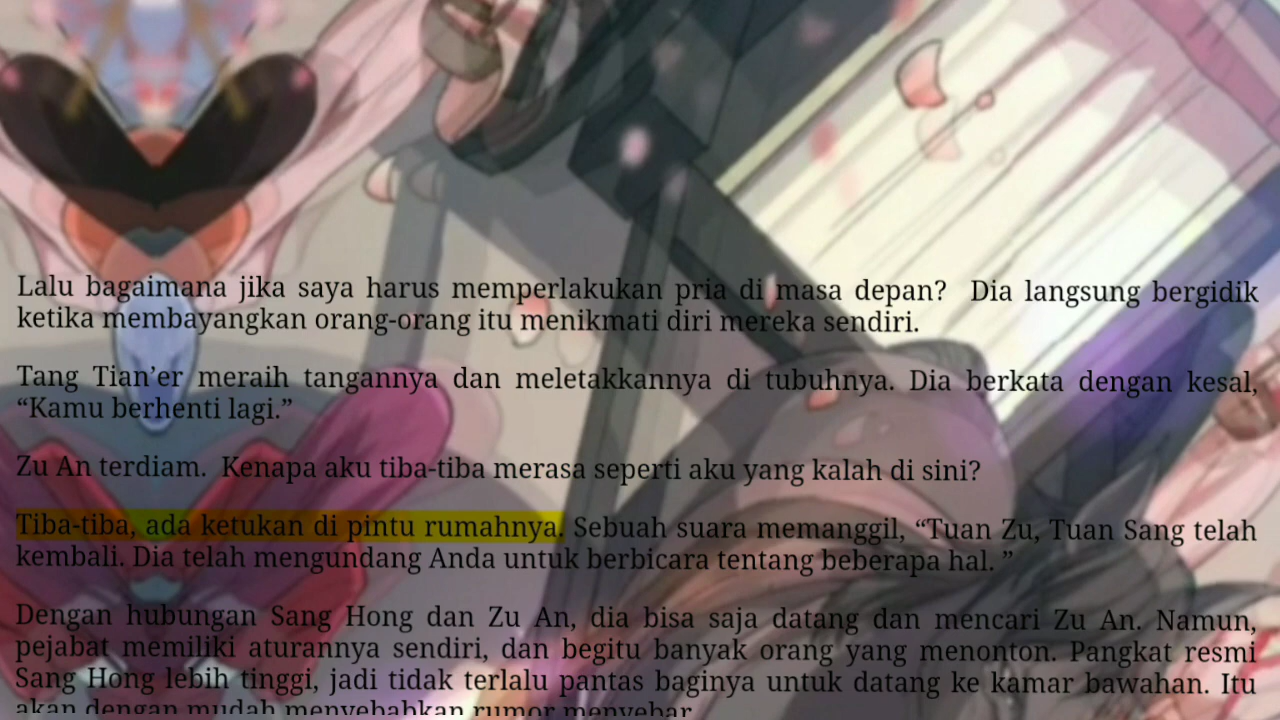 Lalu bagaimana jika saya harus memperlakukan pria di masa depan?  Dia langsung bergidik
ketika membayangkan orang-orang itu menikmati diri mereka sendiri.
Tang Tian’er meraih tangannya dan meletakkannya di tubuhnya. Dia berkata dengan kesal,
“Kamu berhenti lagi.”
Zu An terdiam.  Kenapa aku tiba-tiba merasa seperti aku yang kalah di sini?
Tiba-tiba, ada ketukan di pintu rumahnya. Sebuah suara memanggil, “Tuan Zu, Tuan Sang telah
kembali. Dia telah mengundang Anda untuk berbicara tentang beberapa hal. ”
Dengan hubungan Sang Hong dan Zu An, dia bisa saja datang dan mencari Zu An. Namun,
pejabat memiliki aturannya sendiri, dan begitu banyak orang yang menonton. Pangkat resmi
Sang Hong lebih tinggi, jadi tidak terlalu pantas baginya untuk datang ke kamar bawahan. Itu
akan dengan mudah menyebabkan rumor menyebar.